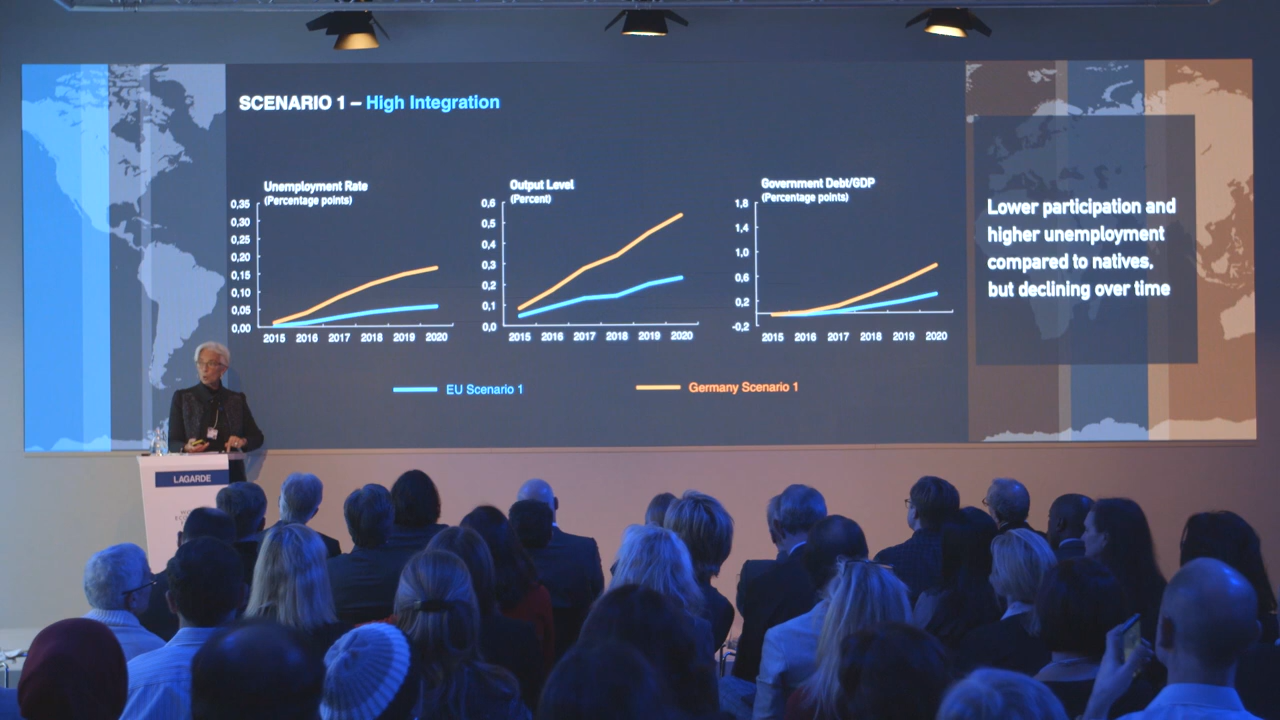 SCENARIO 1 – High Integration
Unemployment Rate
(Percentage points)
0,35
0,30
0,25
0,20
0,15
0,10
0,05
0,00
2015 2016 2017 2018 2019 2020
Output Level
(Percent)
0,6
0,5
0,4
0,3
0,2
0,1
0,0
2015 2016 2017 2018 2019 2020
Government Debt/GDP
(Percentage points)
1,8
1,4
1,0
0,6
0,2
-0,2
2015 2016 2017 2018 2019 2020
EU Scenario 1
Germany Scenario 1
Lower participation and
higher unemployment
compared to natives,
but declining over time
LAGARDE